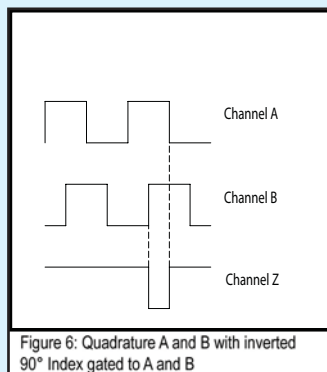 Channel A
Channel B
Channel Z
Figure 6: Quadrature A and B with inverted
90° Index gated to A and B